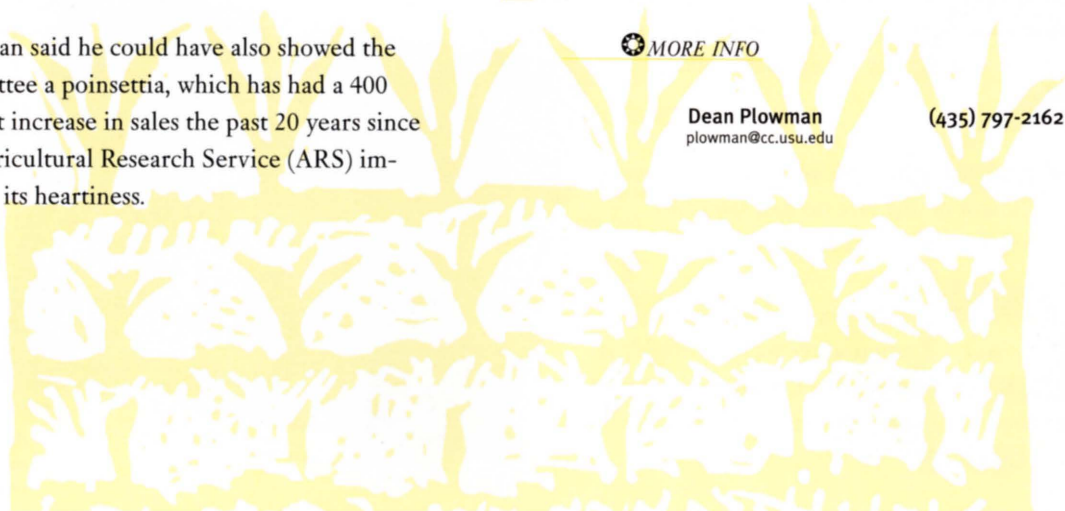 an said he could have also showed the
ttee a poinsettia, which has had a 400
t increase in sales the past 20 years since
ricultural Research Service (ARS) im-
its heartiness.
MORE INFO
Dean Plowman (435) 797-2162
plowman@cc.usu.edu